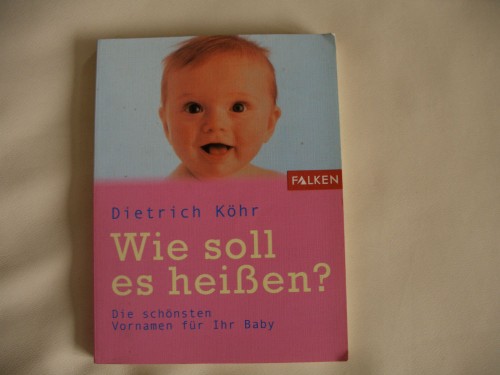 FALKEN
Dietrich Köhr
Wie soll
es heißen?
Die schönsten
Vornamen für Ihr Baby